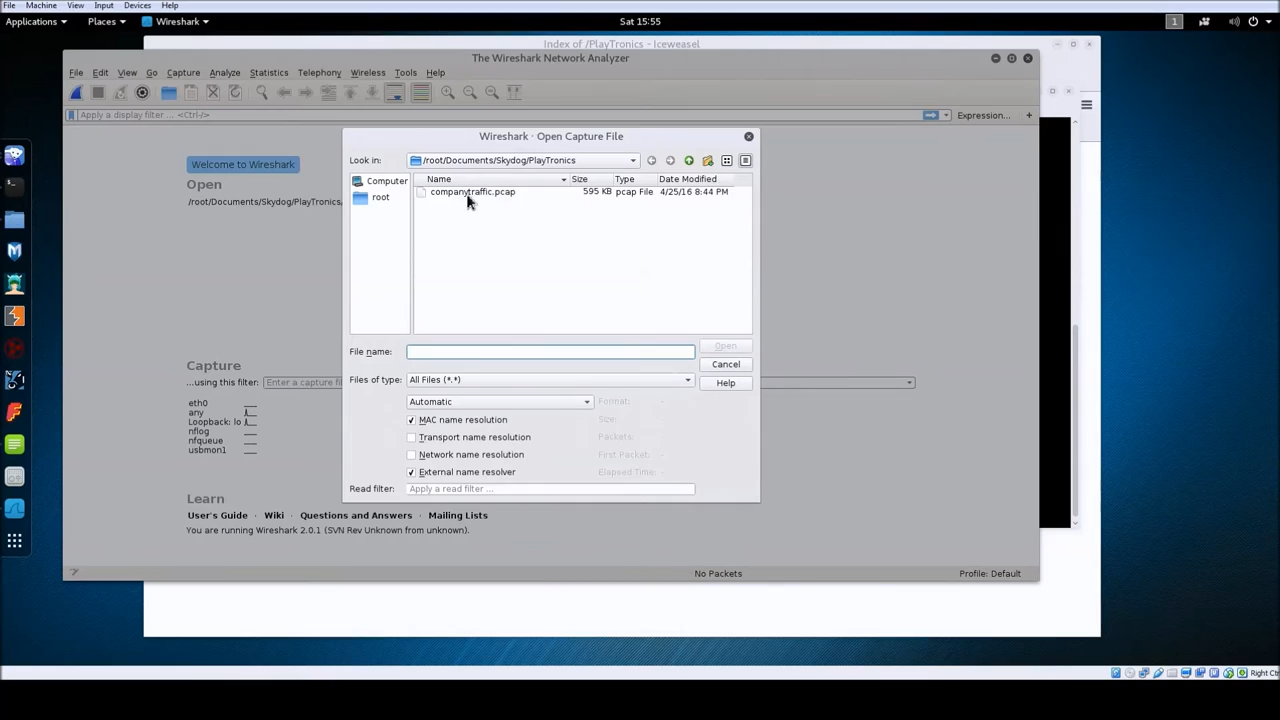 File Machine View Input Devices Help
Applications Places Wireshark Sat 15:55 1
Index of /PlayTronics - Iceweasel
The Wireshark Network Analyzer
File Edit View Go Capture Analyze Statistics Telephony Wireless Tools Help
Apply a display filter ... <Ctrl-/> Expression... +
Wireshark · Open Capture File
Welcome to Wireshark
Look in: /root/Documents/Skydog/PlayTronics
Open
Computer
root
Name Size Type Date Modified
companytraffic.pcap 595 KB pcap File 4/25/16 8:44 PM
/root/Documents/Skydog/PlayTronics/
File name: Open
Cancel
Files of type: All Files (*.*) Help
Automatic Format: -
MAC name resolution Size: -
Transport name resolution Packets: -
Network name resolution First Packet: -
External name resolver Elapsed Time: -
Read filter: Apply a read filter ...
Capture
...using this filter: Enter a capture fi
eth0
any
Loopback: lo
nflog
nfqueue
usbmon1
Learn
User's Guide · Wiki · Questions and Answers · Mailing Lists
You are running Wireshark 2.0.1 (SVN Rev Unknown from unknown).
No Packets Profile: Default
Right Ct